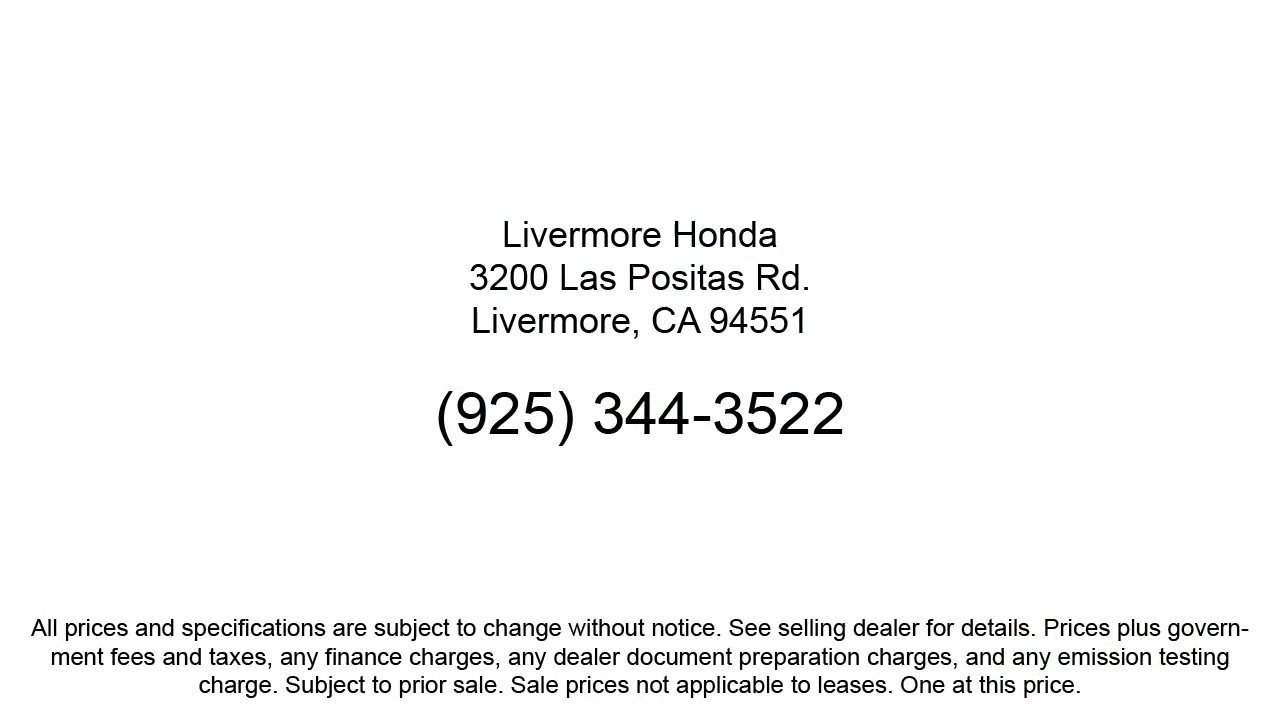 Livermore Honda
3200 Las Positas Rd.
Livermore, CA 94551
(925) 344-3522
All prices and specifications are subject to change without notice. See selling dealer for details. Prices plus govern-
ment fees and taxes, any finance charges, any dealer document preparation charges, and any emission testing
charge. Subject to prior sale. Sale prices not applicable to leases. One at this price.